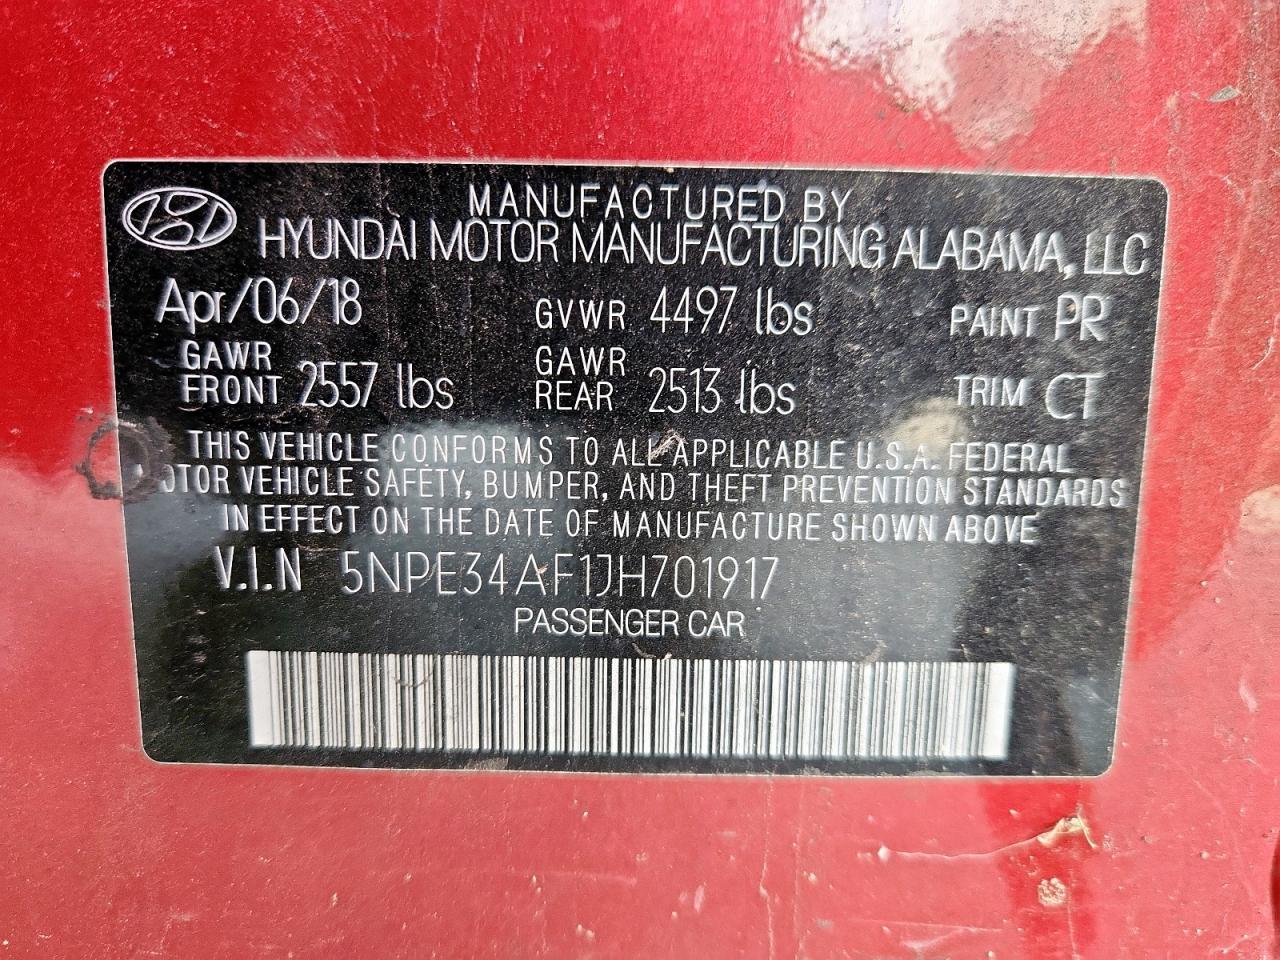 MANUFACTURED BY
HYUNDAI MOTOR MANUFACTURING ALABAMA, LLC
Apr/06/18 GVWR 4497 lbs PAINT PR
GAWR FRONT 2557 lbs GAWR REAR 2513 lbs TRIM CT
THIS VEHICLE CONFORMS TO ALL APPLICABLE U.S.A. FEDERAL
MOTOR VEHICLE SAFETY, BUMPER, AND THEFT PREVENTION STANDARDS
IN EFFECT ON THE DATE OF MANUFACTURE SHOWN ABOVE
V.I.N 5NPE34AF1JH701917
PASSENGER CAR